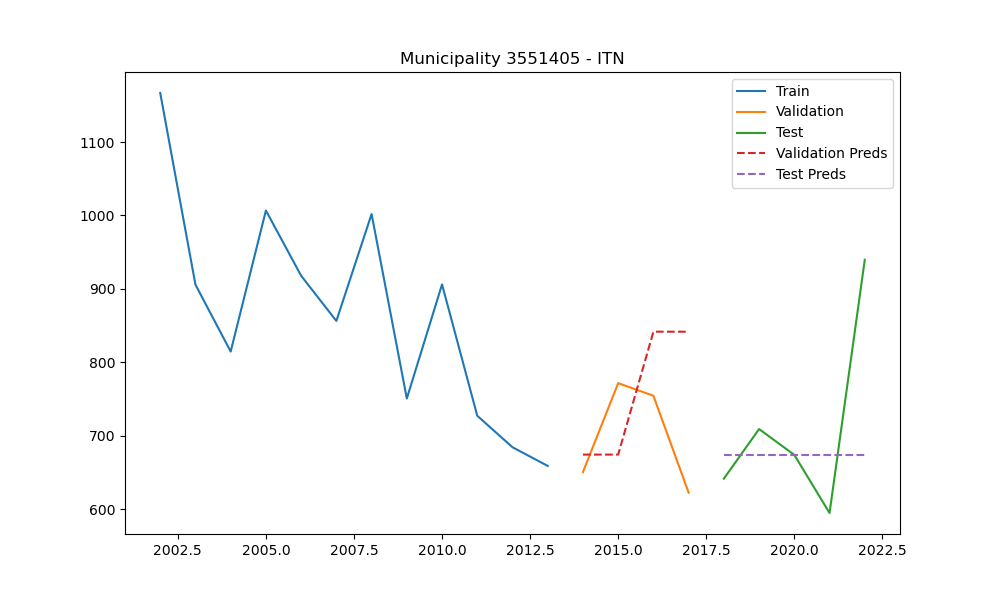 Municipality 3551405 - ITN
Train
Validation
Test
Validation Preds
Test Preds
1100
1000
900
800
700
600
2002.5 2005.0 2007.5 2010.0 2012.5 2015.0 2017.5 2020.0 2022.5